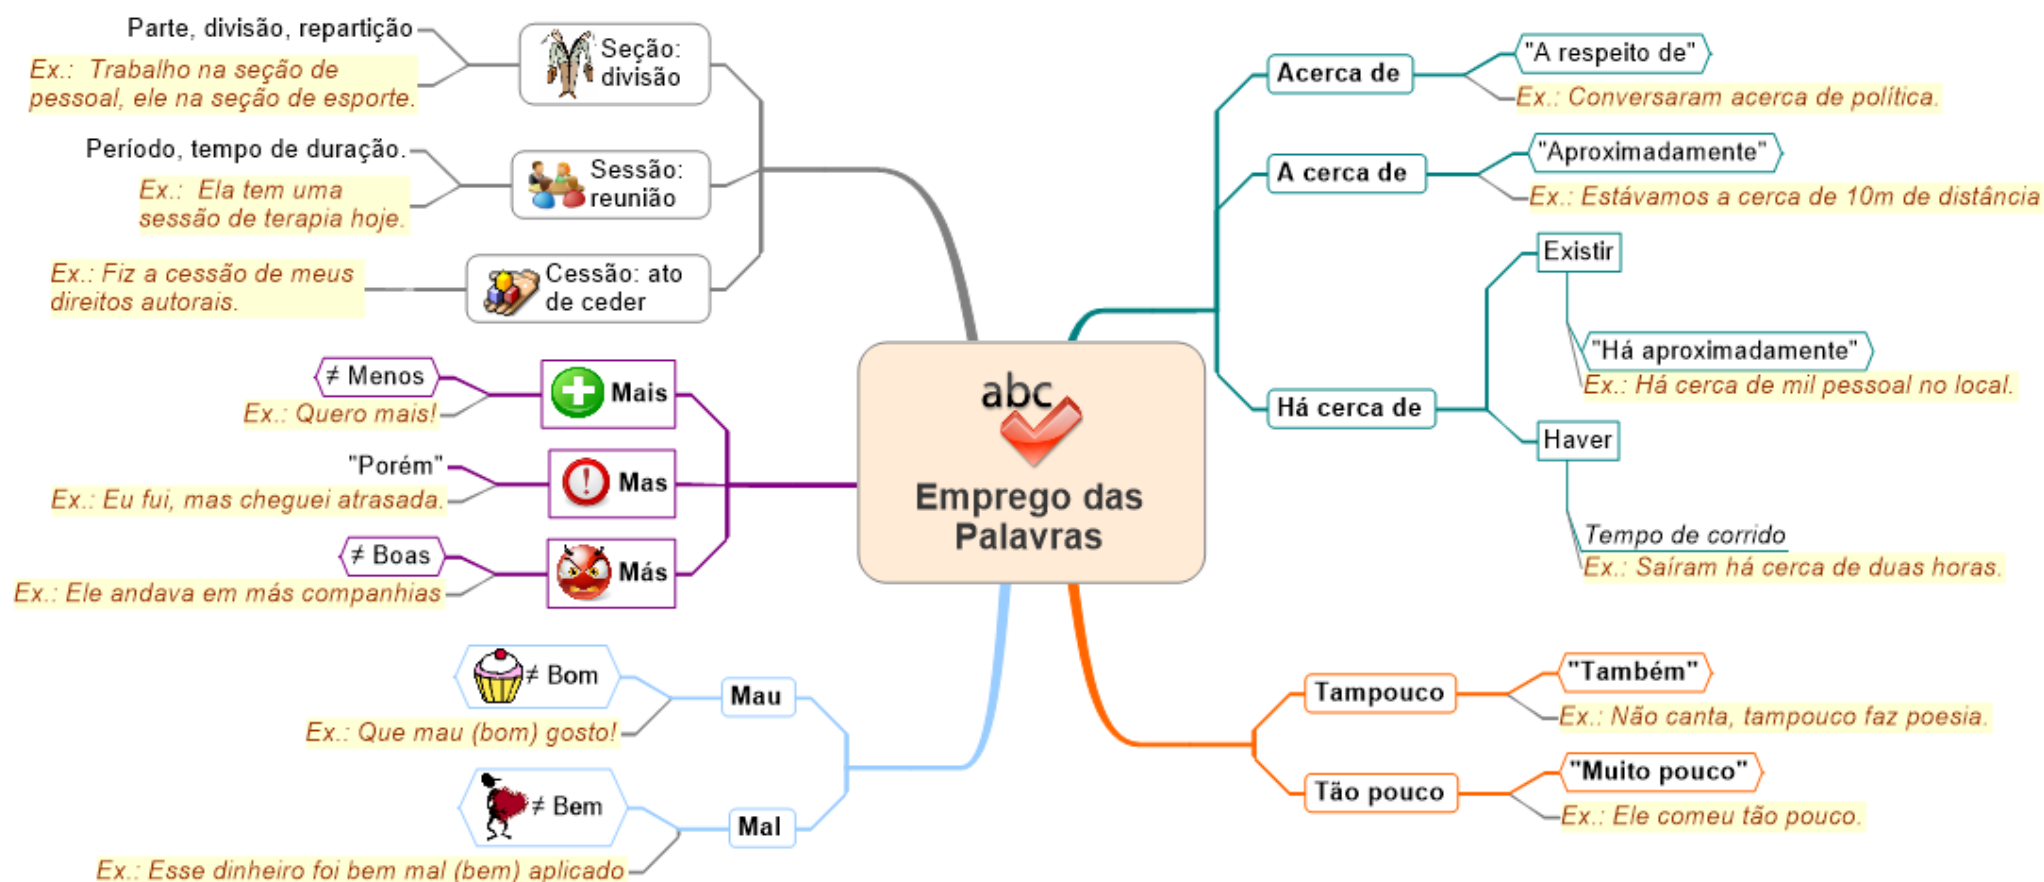 abc
Emprego das
Palavras
Seção:
divisão
Parte, divisão, repartição
Ex.: Trabalho na seção de
pessoal, ele na seção de esporte.
Sessão:
reunião
Período, tempo de duração.
Ex.: Ela tem uma
sessão de terapia hoje.
Cessão: ato
de ceder
Ex.: Fiz a cessão de meus
direitos autorais.
Mais
≠ Menos
Ex.: Quero mais!
Mas
"Porém"
Ex.: Eu fui, mas cheguei atrasada.
Más
≠ Boas
Ex.: Ele andava em más companhias
Mau
≠ Bom
Ex.: Que mau (bom) gosto!
Mal
≠ Bem
Ex.: Esse dinheiro foi bem mal (bem) aplicado
Acerca de
"A respeito de"
Ex.: Conversaram acerca de política.
A cerca de
"Aproximadamente"
Ex.: Estávamos a cerca de 10m de distância
Há cerca de
Existir
"Há aproximadamente"
Ex.: Há cerca de mil pessoal no local.
Haver
Tempo de corrido
Ex.: Saíram há cerca de duas horas.
Tampouco
"Também"
Ex.: Não canta, tampouco faz poesia.
Tão pouco
"Muito pouco"
Ex.: Ele comeu tão pouco.